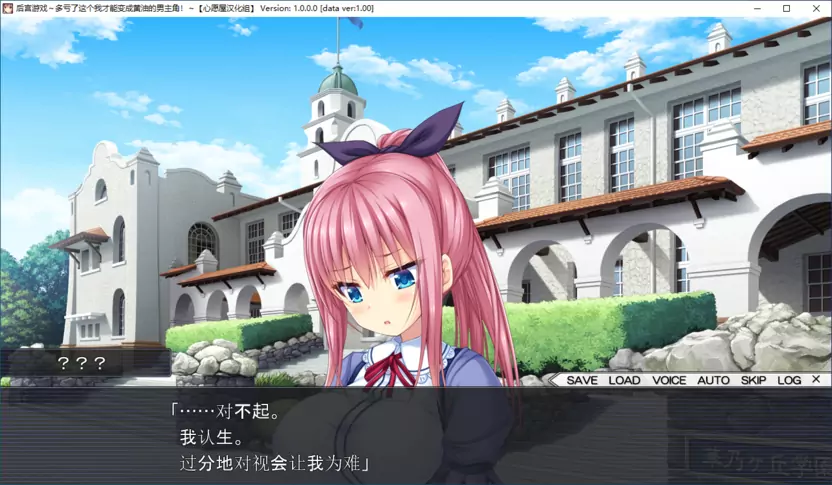 后宫游戏～多亏了这个我才能变成黄油的男主角！～【心愿屋汉化组】 Version: 1.0.0.0 [data ver:1.00]
？？？
SAVE LOAD VOICE AUTO SKIP LOG ✕
「……对不起。
我认生。
过分地对视会让我为难」